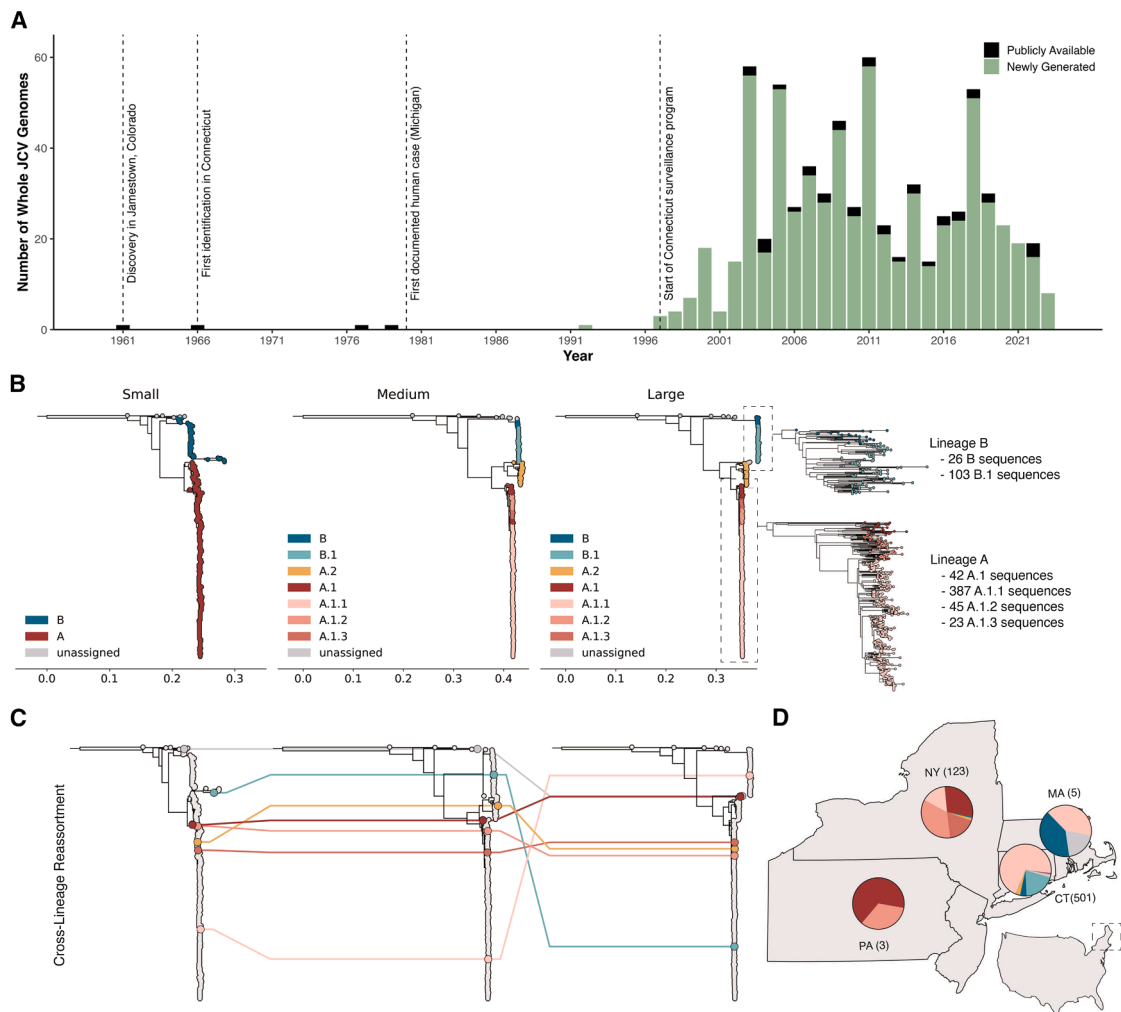 A
Number of Whole JCV Genomes
60
40
20
0
Discovery in Jamestown, Colorado
First identification in Connecticut
First documented human case (Michigan)
Start of Connecticut surveillance program
Publicly Available
Newly Generated
1961
1966
1971
1976
1981
1986
1991
1996
2001
2006
2011
2016
2021
Year
B
Small
B
A
unassigned
0.0
0.1
0.2
0.3
Medium
B
B.1
A.2
A.1
A.1.1
A.1.2
A.1.3
0.0
0.1
0.2
0.3
0.4
Large
B
B.1
A.2
A.1
A.1.1
A.1.2
A.1.3
unassigned
0.0
0.1
0.2
0.3
Lineage B
- 26 B sequences
- 103 B.1 sequences
Lineage A
- 42 A.1 sequences
- 387 A.1.1 sequences
- 45 A.1.2 sequences
- 23 A.1.3 sequences
C
Cross-Lineage Reassortment
D
NY (123)
MA (5)
CT(501)
PA (3)